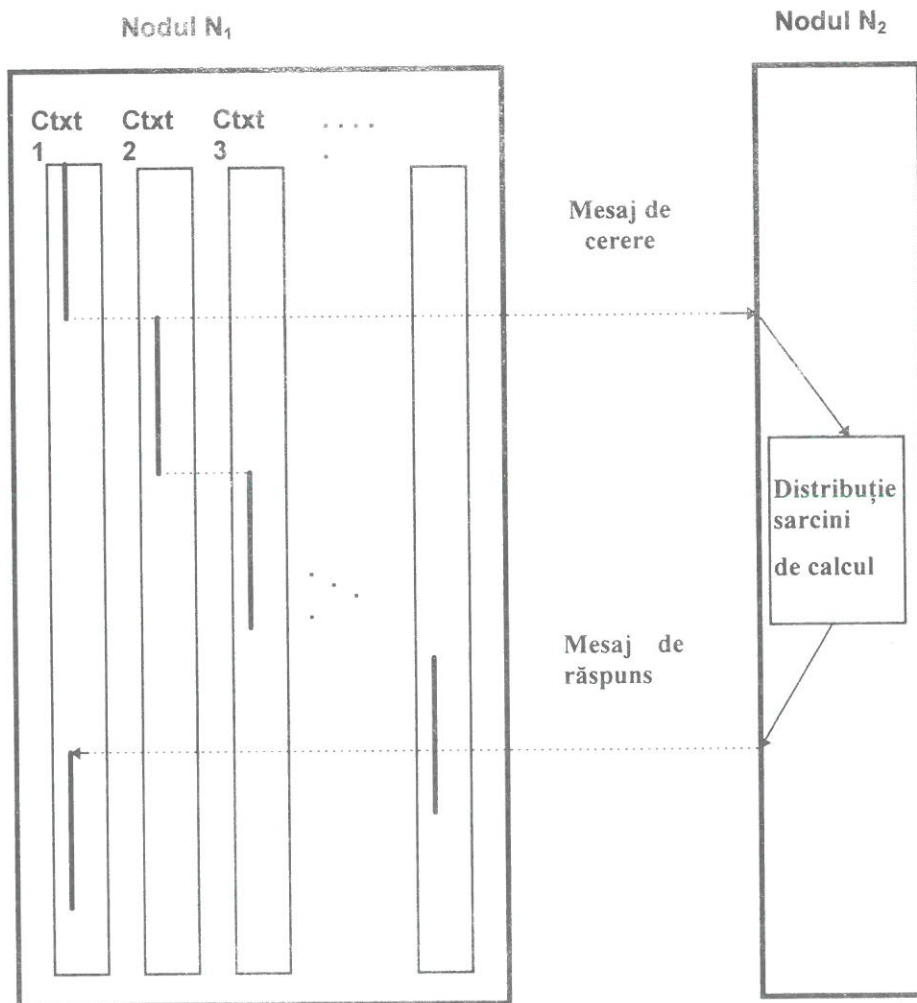 Nodul N₁
Nodul N₂
Ctxt Ctxt Ctxt . . . .
1 2 3 .
Mesaj de
cerere
Distribuție
sarcini
de calcul
Mesaj de
răspuns